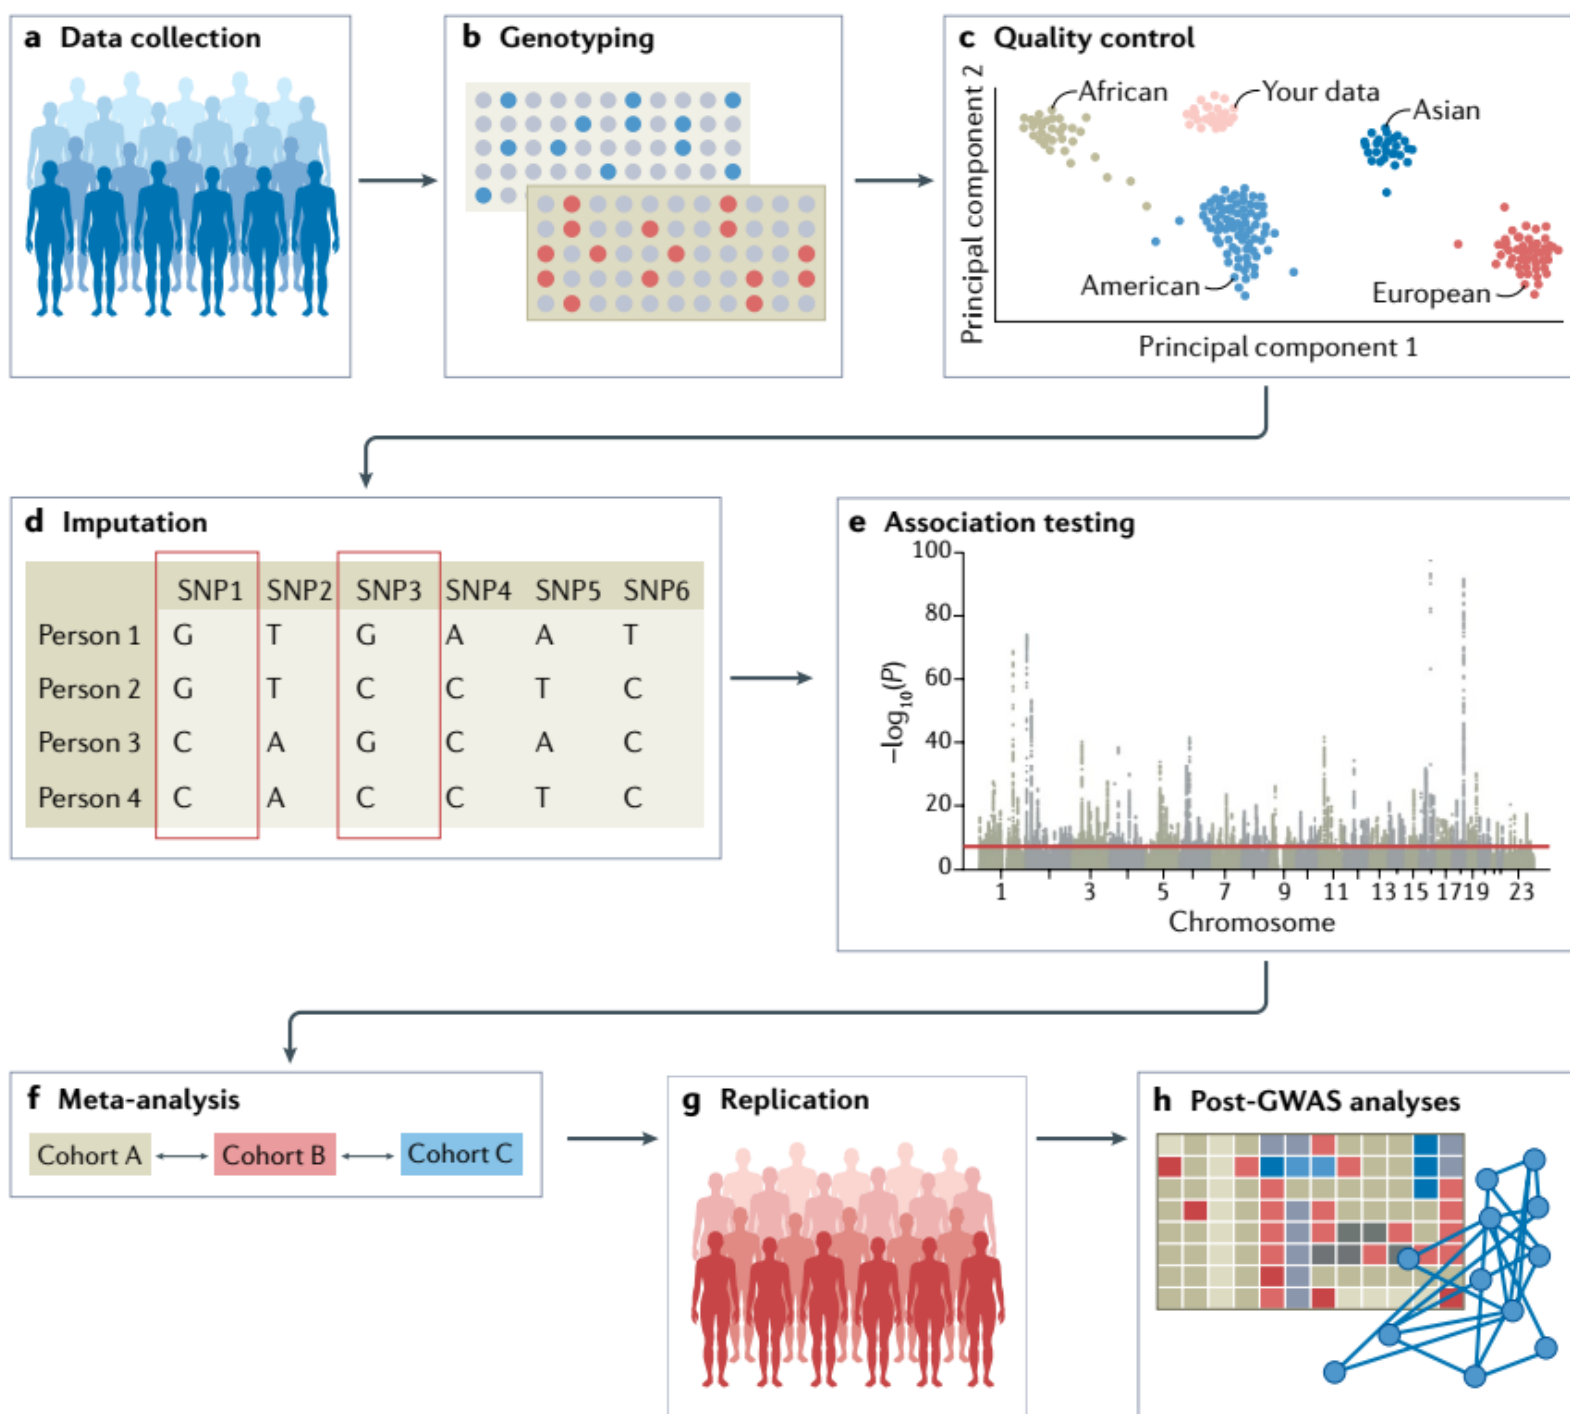 a Data collection
b Genotyping
c Quality control
Principal component 2
African
Your data
Asian
American
European
Principal component 1
d Imputation
SNP1 SNP2 SNP3 SNP4 SNP5 SNP6
Person 1 G T G A A T
Person 2 G T C C T C
Person 3 C A G C A C
Person 4 C A C C T C
e Association testing
−log10(P)
100
80
60
40
20
0
1 3 5 7 9 11 13 15 17 19 23
Chromosome
f Meta-analysis
Cohort A Cohort B Cohort C
g Replication
h Post-GWAS analyses